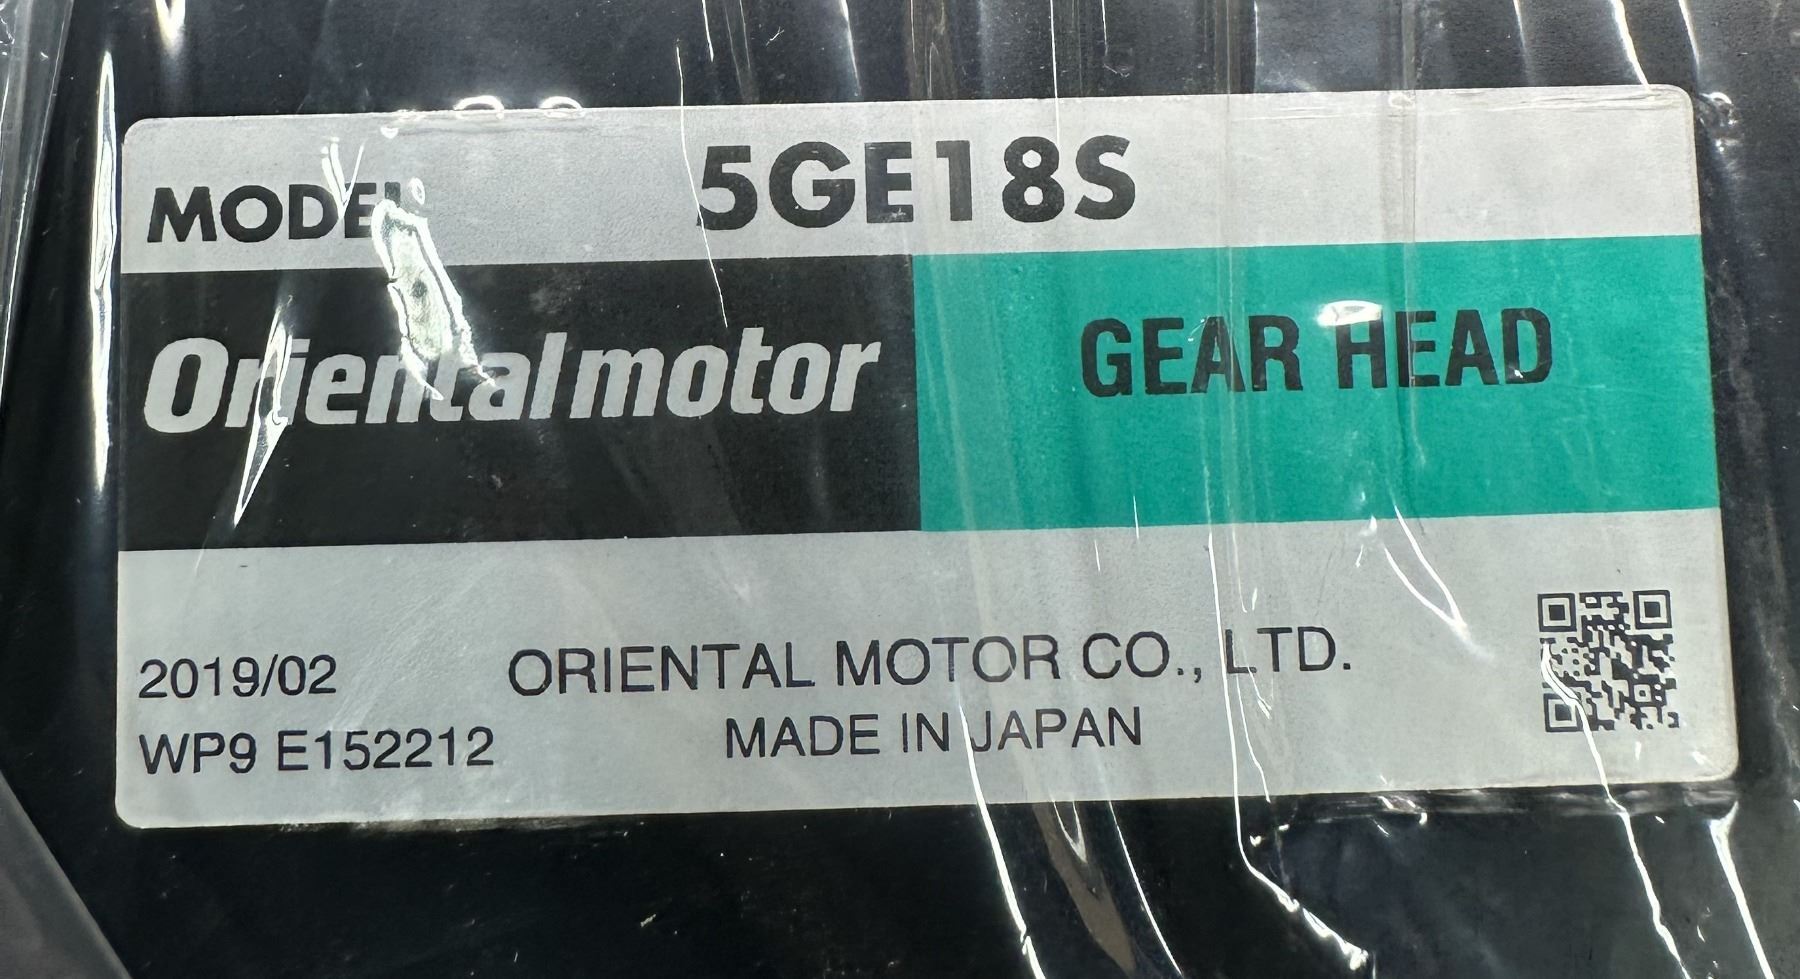 MODEL 5GE18S
Orientalmotor GEAR HEAD
2019/02 ORIENTAL MOTOR CO., LTD.
WP9 E152212 MADE IN JAPAN